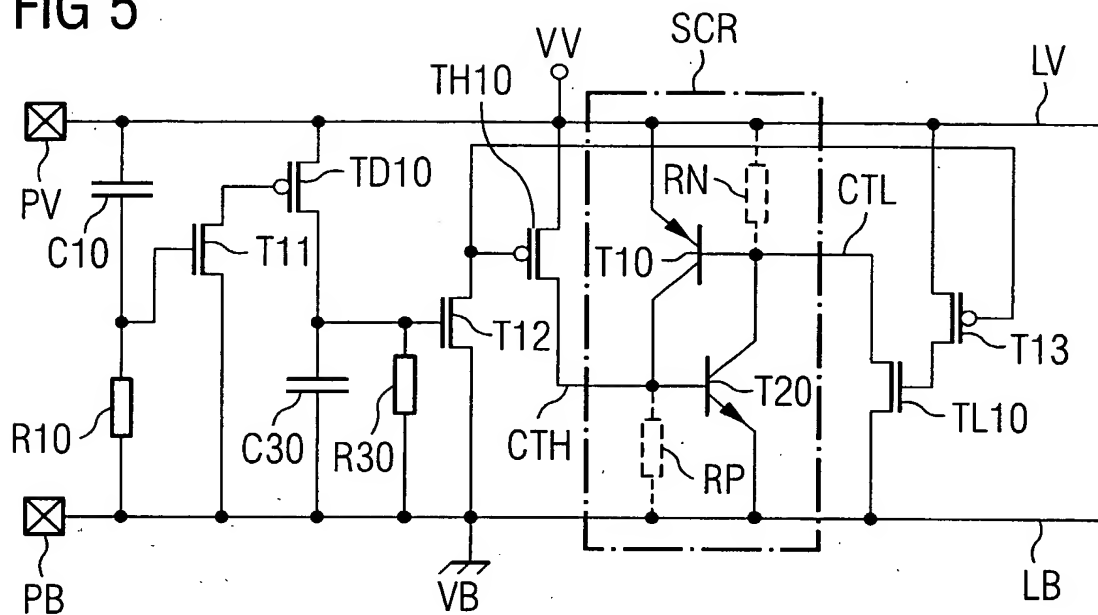 FIG 5
SCR
VV
LV
TH10
PV
C10
TD10
RN
CTL
T11
T10
T12
T13
R10
C30
R30
CTH
T20
TL10
RP
PB
VB
LB